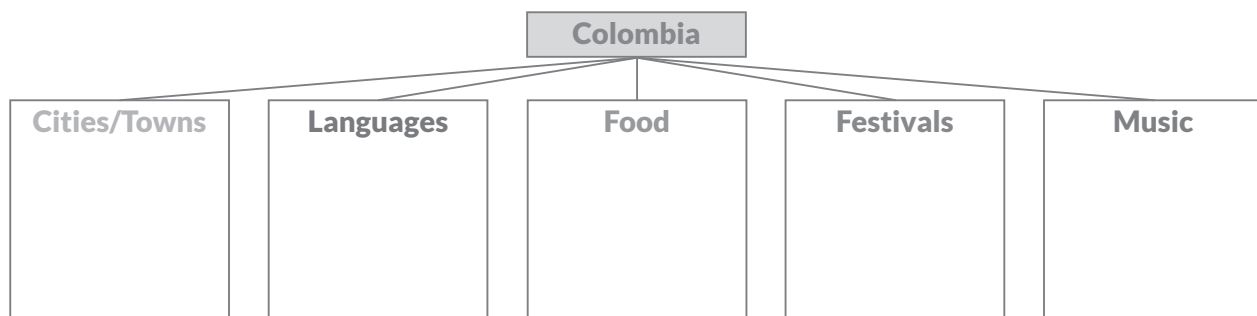 Colombia
Cities/Towns
Languages
Food
Festivals
Music